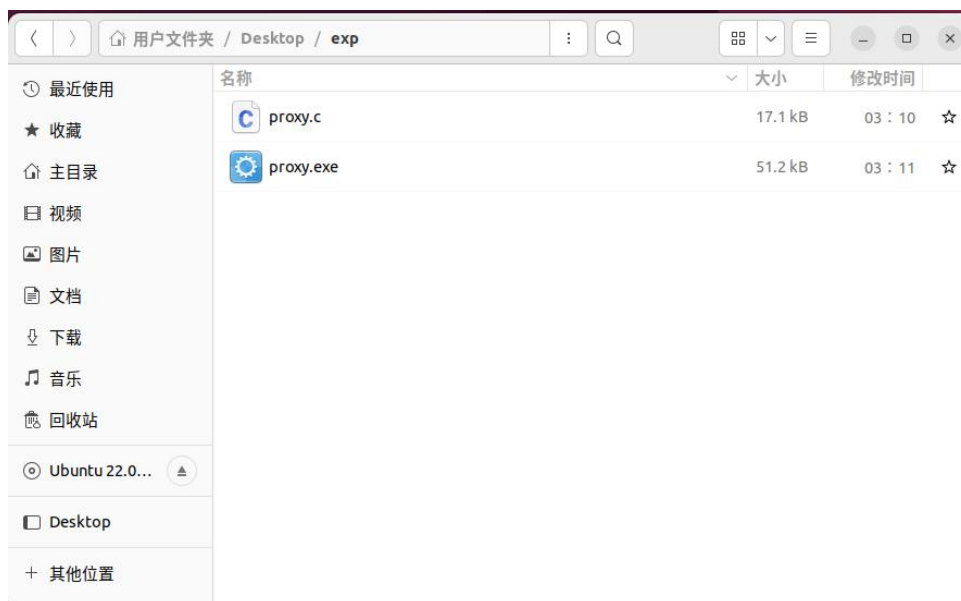 用户文件夹 / Desktop / exp
名称 大小 修改时间
最近使用
proxy.c 17.1 kB 03：10
收藏
proxy.exe 51.2 kB 03：11
主目录
视频
图片
文档
下载
音乐
回收站
Ubuntu 22.0...
Desktop
其他位置